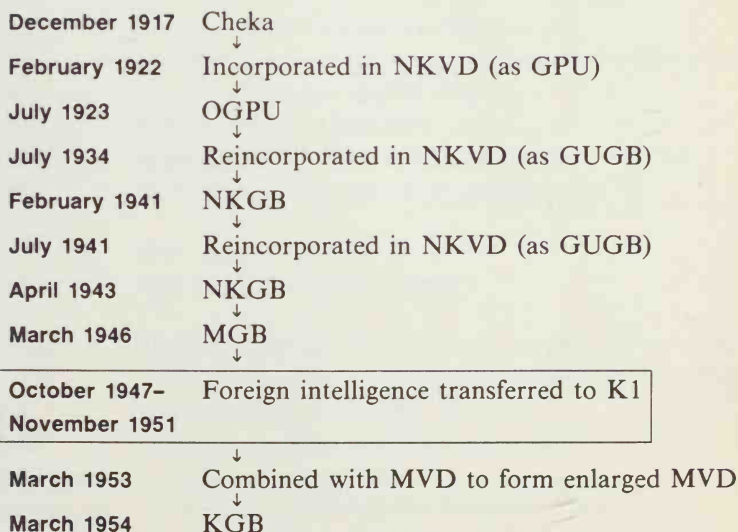 December 1917 Cheka
↓
February 1922 Incorporated in NKVD (as GPU)
↓
July 1923 OGPU
↓
July 1934 Reincorporated in NKVD (as GUGB)
↓
February 1941 NKGB
↓
July 1941 Reincorporated in NKVD (as GUGB)
↓
April 1943 NKGB
↓
March 1946 MGB
↓
October 1947– Foreign intelligence transferred to K1
November 1951
↓
March 1953 Combined with MVD to form enlarged MVD
↓
March 1954 KGB